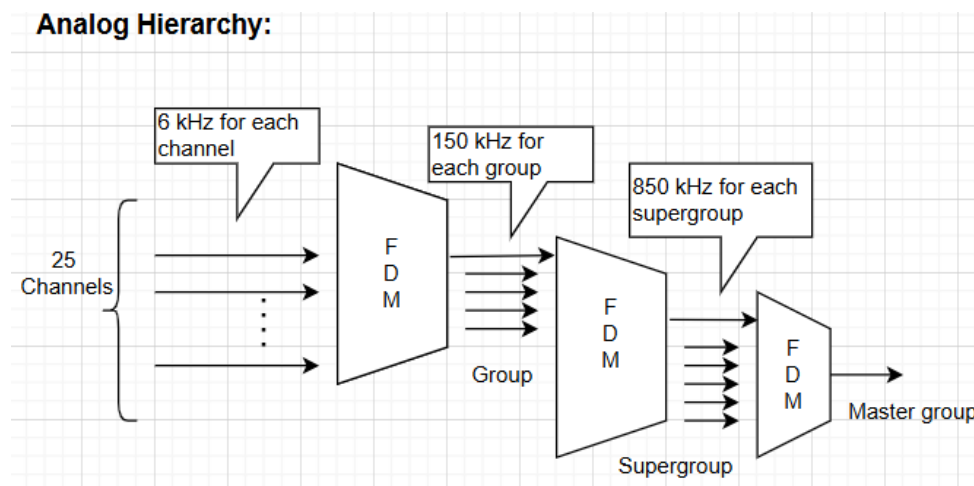 Analog Hierarchy:
6 kHz for each
channel
150 kHz for
each group
850 kHz for each
supergroup
25
Channels
F
D
M
F
D
M
F
D
M
Group
Master group
Supergroup